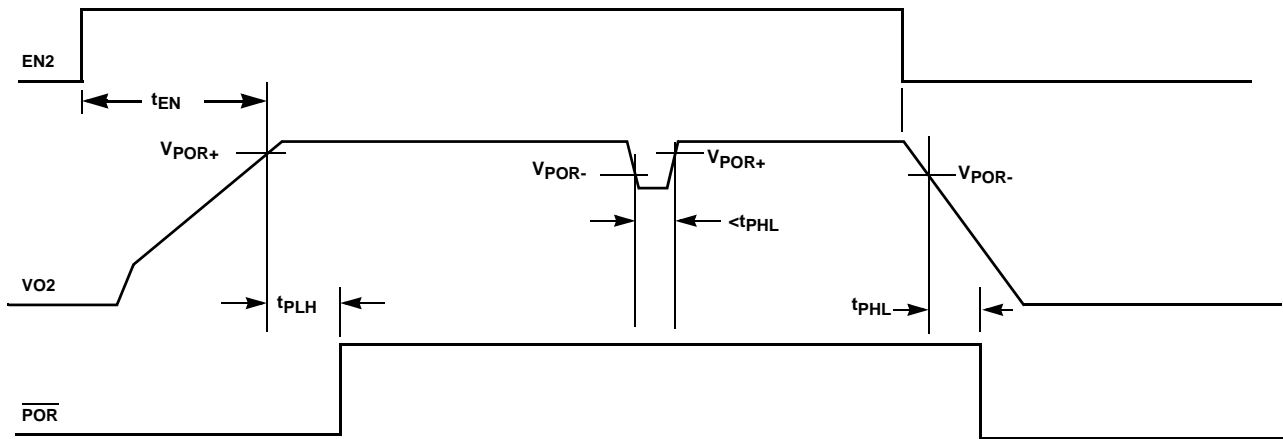 EN2
tEN
VPOR+
VPOR-
VPOR+
VPOR-
<tPHL
VO2
tPLH
tPHL
POR